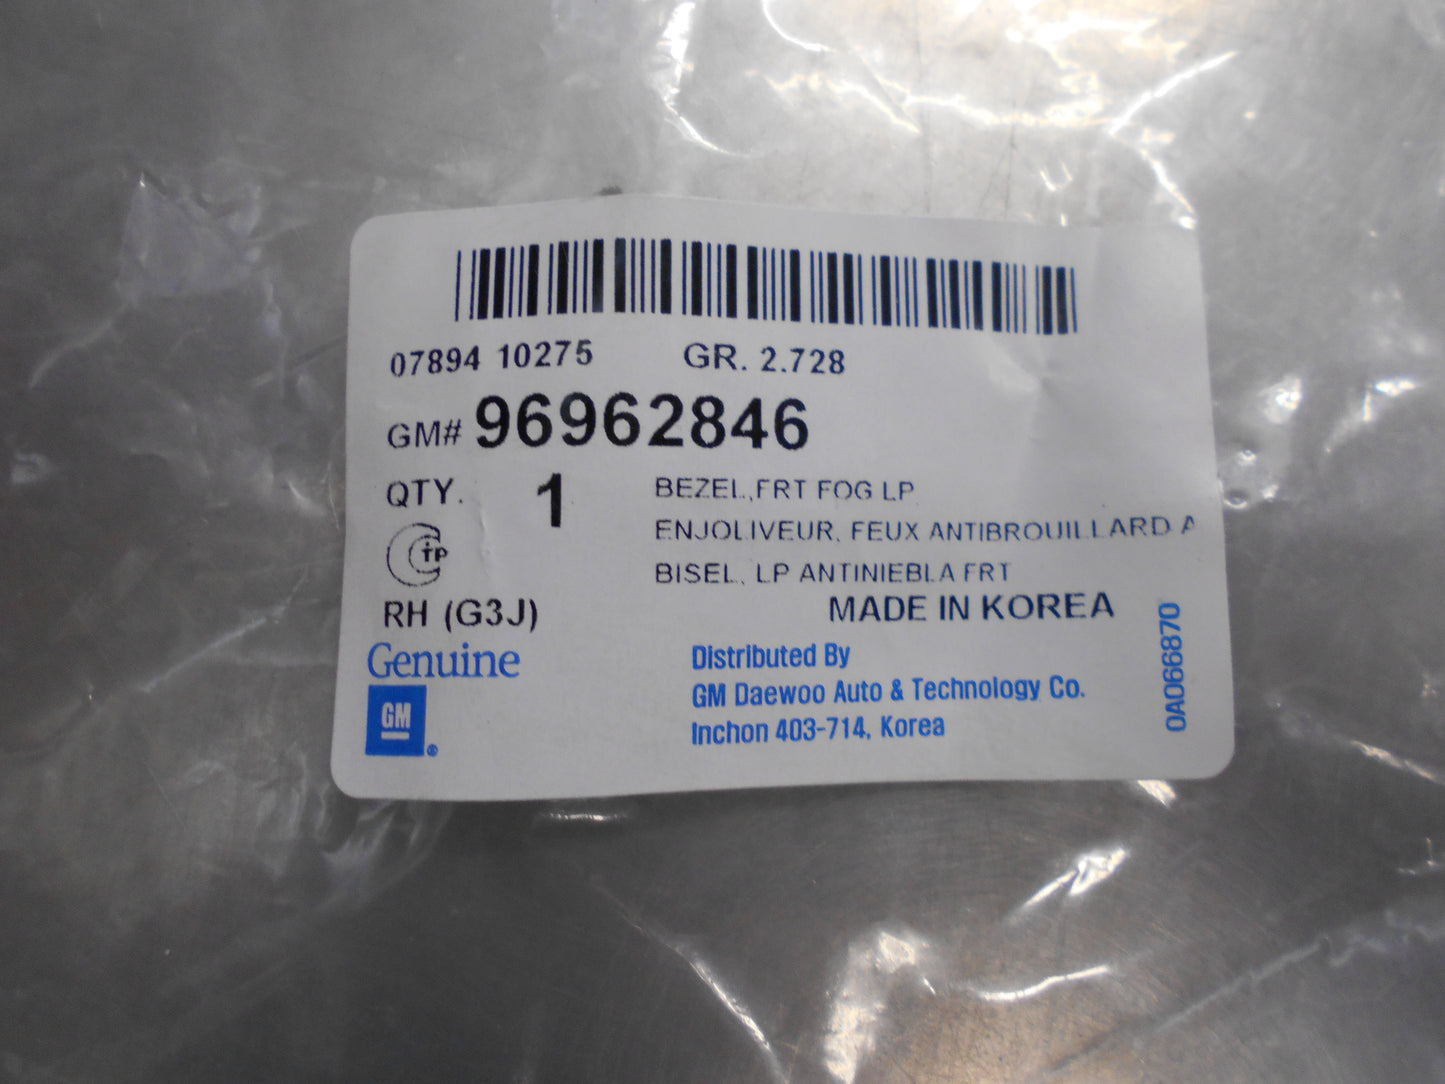 07894 10275 GR. 2.728
GM# 96962846
QTY. 1
BEZEL,FRT FOG LP
ENJOLIVEUR, FEUX ANTIBROUILLARD A
BISEL, LP ANTINIEBLA FRT
RH (G3J)
MADE IN KOREA
Genuine
GM
®
Distributed By
GM Daewoo Auto & Technology Co.
Inchon 403-714, Korea
0A066870